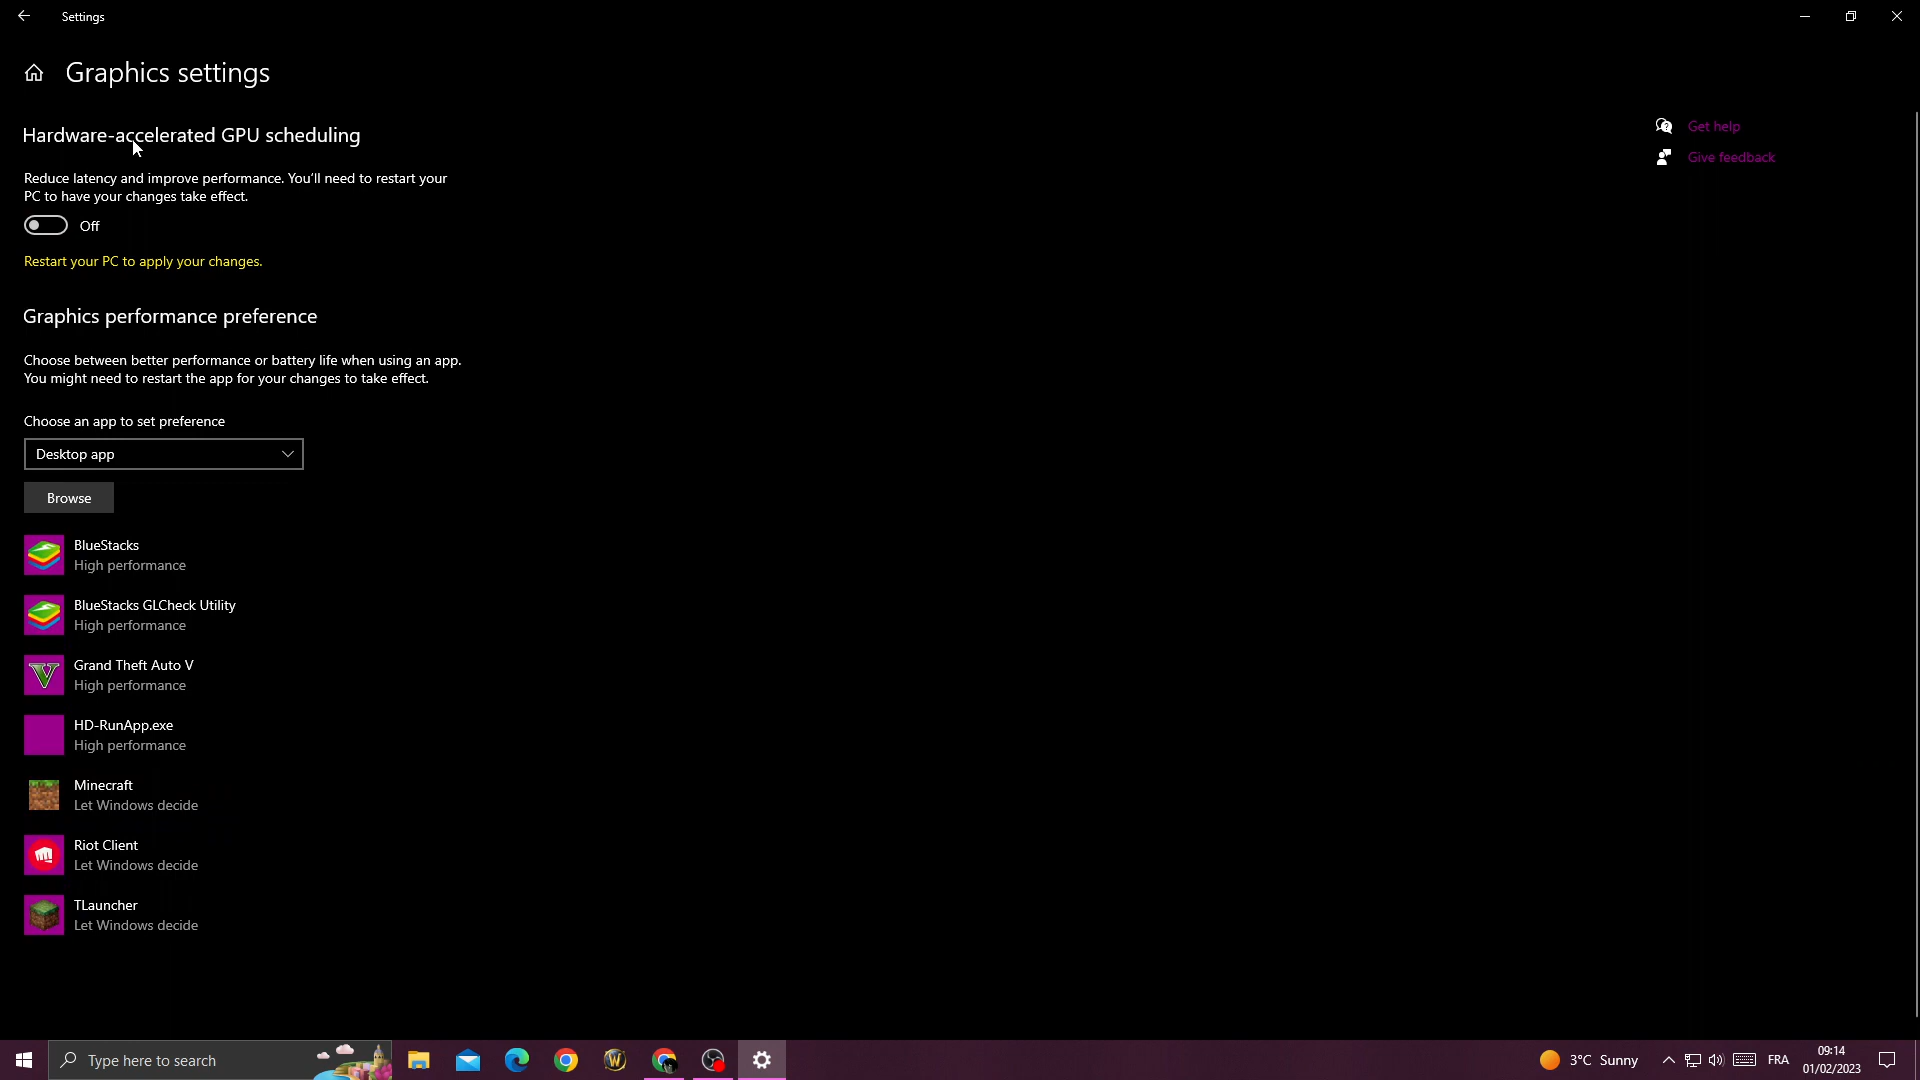 Settings
Graphics settings
Hardware-accelerated GPU scheduling
Get help
Give feedback
Reduce latency and improve performance. You'll need to restart your
PC to have your changes take effect.
Off
Restart your PC to apply your changes.
Graphics performance preference
Choose between better performance or battery life when using an app.
You might need to restart the app for your changes to take effect.
Choose an app to set preference
Desktop app
Browse
BlueStacks
High performance
BlueStacks GLCheck Utility
High performance
Grand Theft Auto V
High performance
HD-RunApp.exe
High performance
Minecraft
Let Windows decide
Riot Client
Let Windows decide
TLauncher
Let Windows decide
Type here to search
3°C Sunny
FRA
09:14
01/02/2023